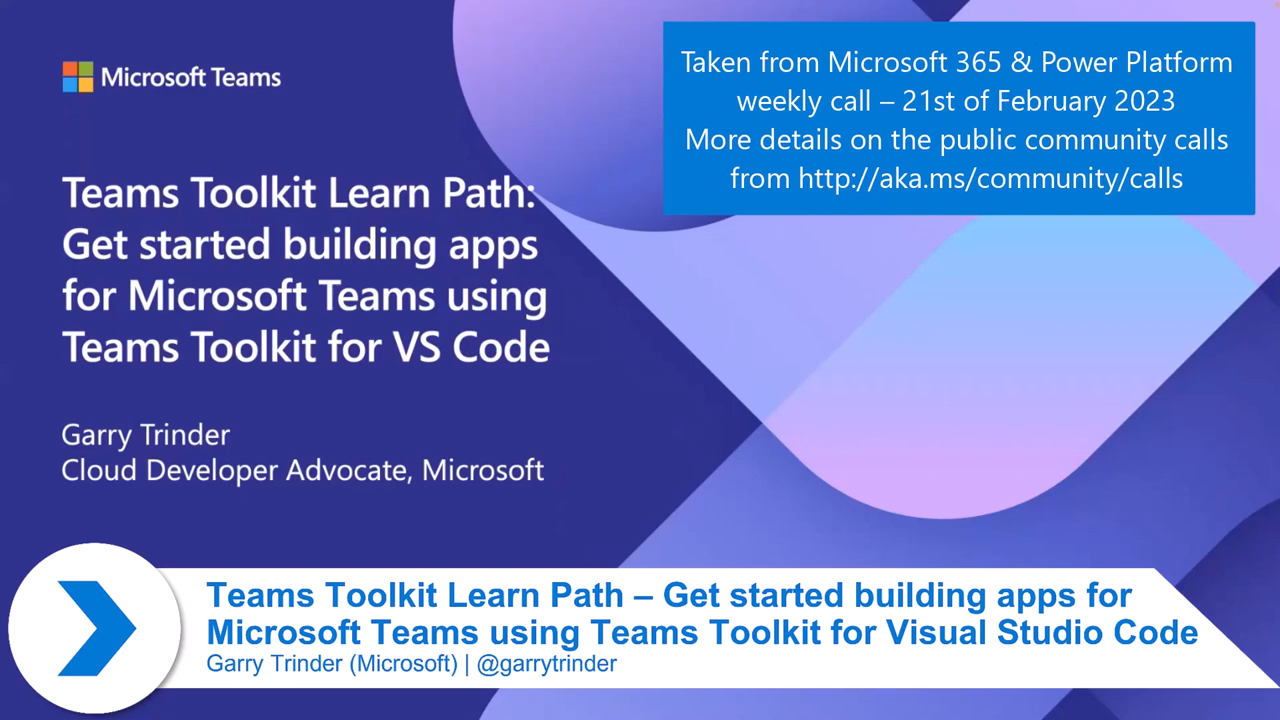 Microsoft Teams
Taken from Microsoft 365 & Power Platform
weekly call – 21st of February 2023
More details on the public community calls
from http://aka.ms/community/calls
Teams Toolkit Learn Path:
Get started building apps
for Microsoft Teams using
Teams Toolkit for VS Code
Garry Trinder
Cloud Developer Advocate, Microsoft
Teams Toolkit Learn Path – Get started building apps for
Microsoft Teams using Teams Toolkit for Visual Studio Code
Garry Trinder (Microsoft) | @garrytrinder